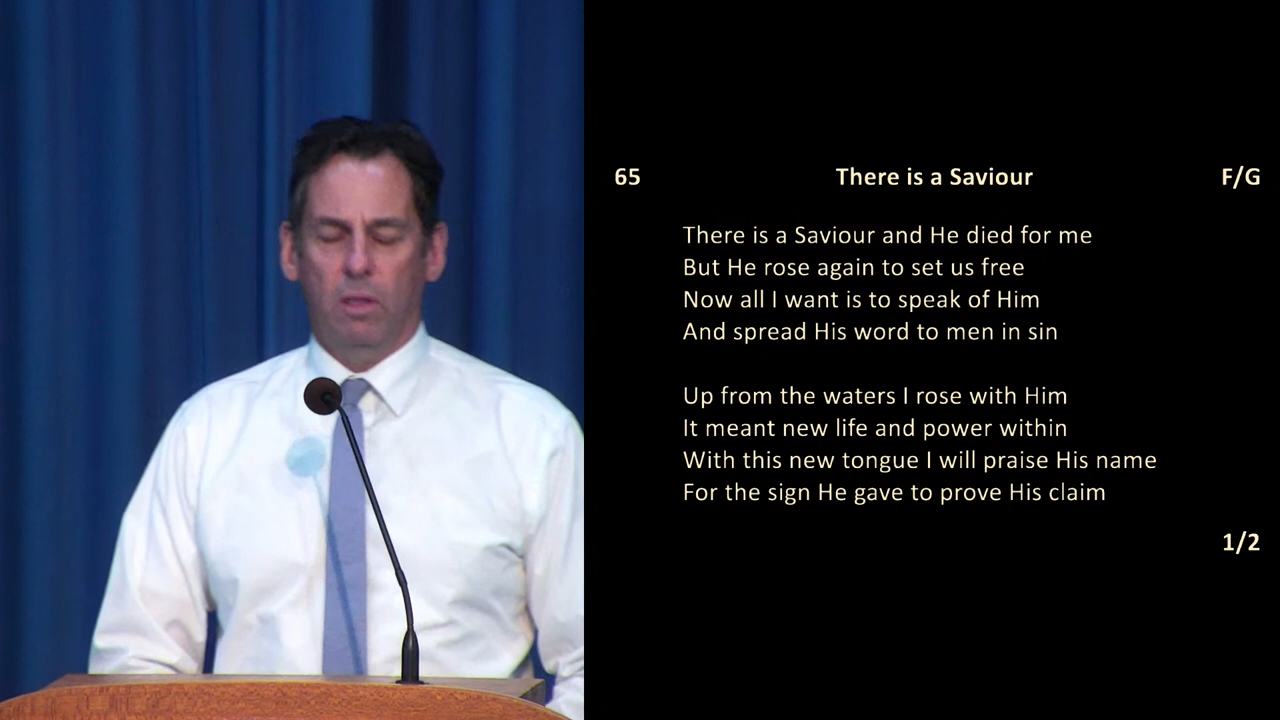 65 There is a Saviour F/G
There is a Saviour and He died for me
But He rose again to set us free
Now all I want is to speak of Him
And spread His word to men in sin
Up from the waters I rose with Him
It meant new life and power within
With this new tongue I will praise His name
For the sign He gave to prove His claim
1/2